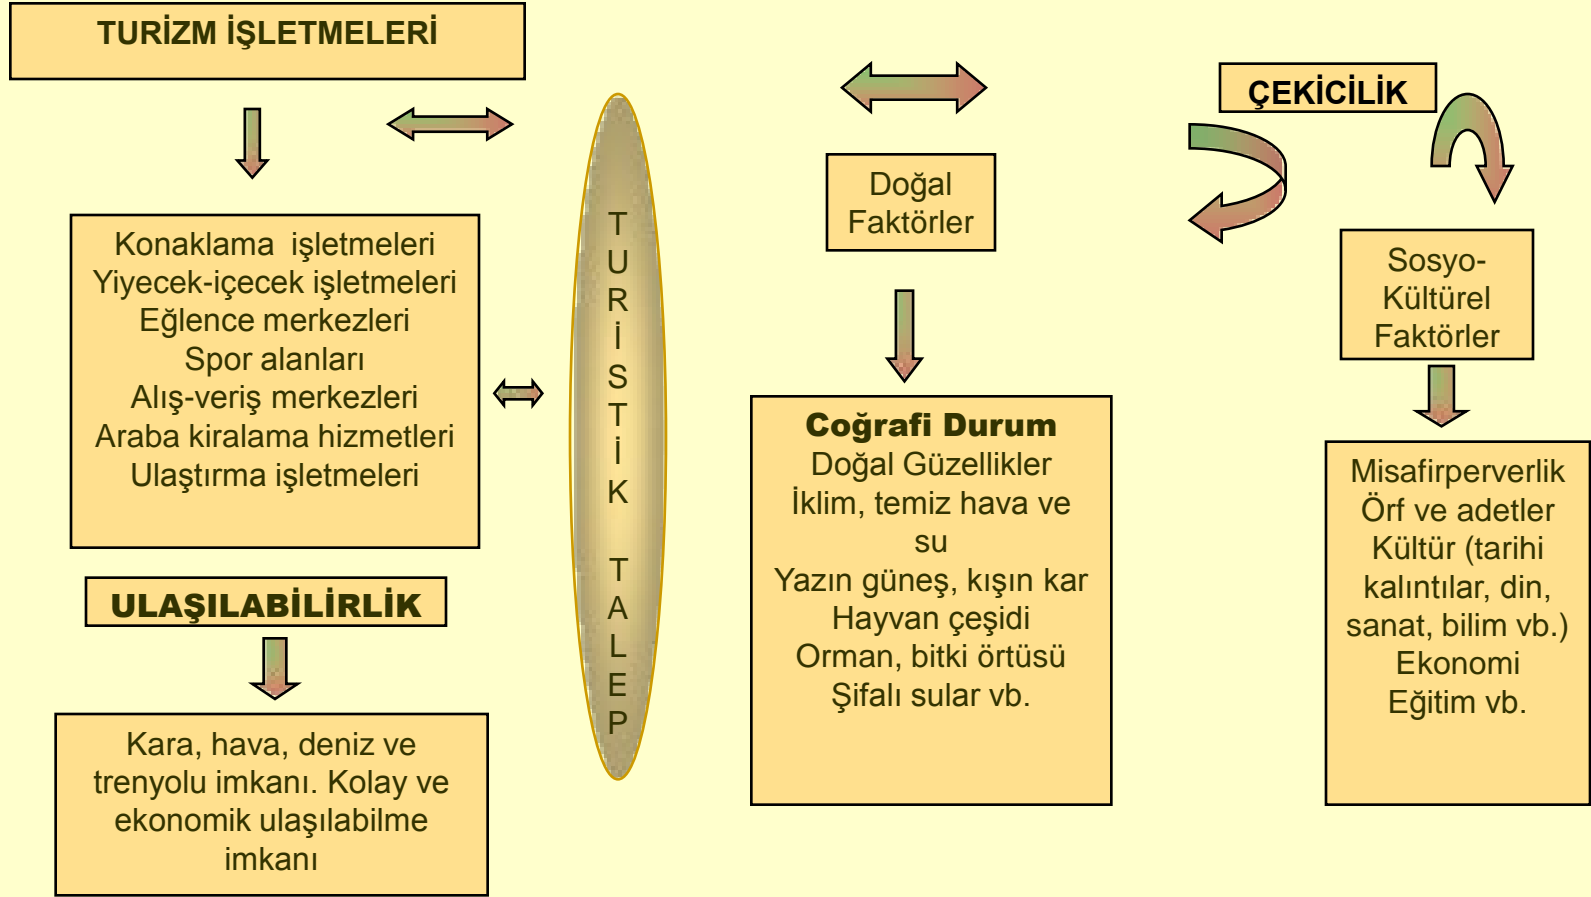 TURİZM İŞLETMELERİ
Konaklama işletmeleri
Yiyecek-içecek işletmeleri
Eğlence merkezleri
Spor alanları
Alış-veriş merkezleri
Araba kiralama hizmetleri
Ulaştırma işletmeleri
ULAŞILABİLİRLİK
Kara, hava, deniz ve
trenyolu imkanı. Kolay ve
ekonomik ulaşılabilme
imkanı
T
U
R
İ
S
T
İ
K
T
A
L
E
P
ÇEKİCİLİK
Doğal
Faktörler
Coğrafi Durum
Doğal Güzellikler
İklim, temiz hava ve
su
Yazın güneş, kışın kar
Hayvan çeşidi
Orman, bitki örtüsü
Şifalı sular vb.
Sosyo-
Kültürel
Faktörler
Misafirperverlik
Örf ve adetler
Kültür (tarihi
kalıntılar, din,
sanat, bilim vb.)
Ekonomi
Eğitim vb.